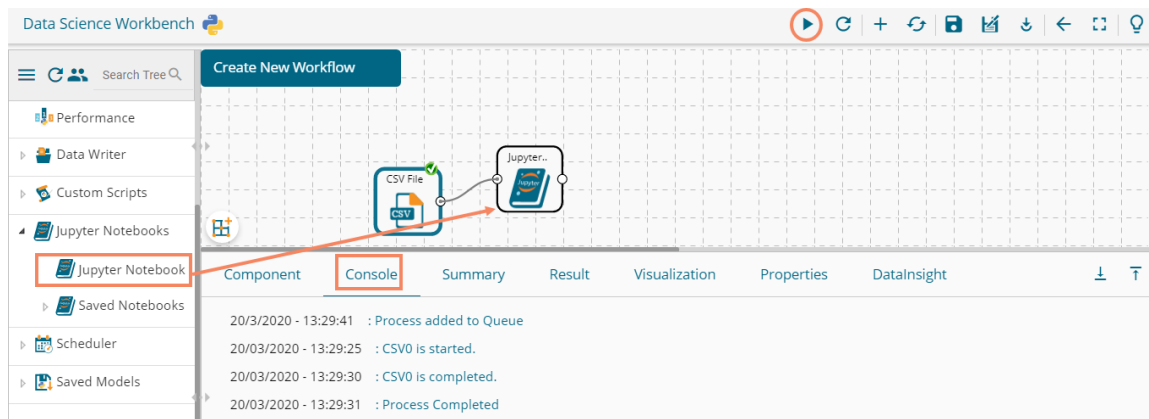 Data Science Workbench
Search Tree
Create New Workflow
Performance
Data Writer
Custom Scripts
Jupyter Notebooks
Jupyter Notebook
Saved Notebooks
Scheduler
Saved Models
CSV File
CSV
Jupyter..
Jupyter
Component Console Summary Result Visualization Properties DataInsight
20/3/2020 - 13:29:41 : Process added to Queue
20/03/2020 - 13:29:25 : CSV0 is started.
20/03/2020 - 13:29:30 : CSV0 is completed.
20/03/2020 - 13:29:31 : Process Completed